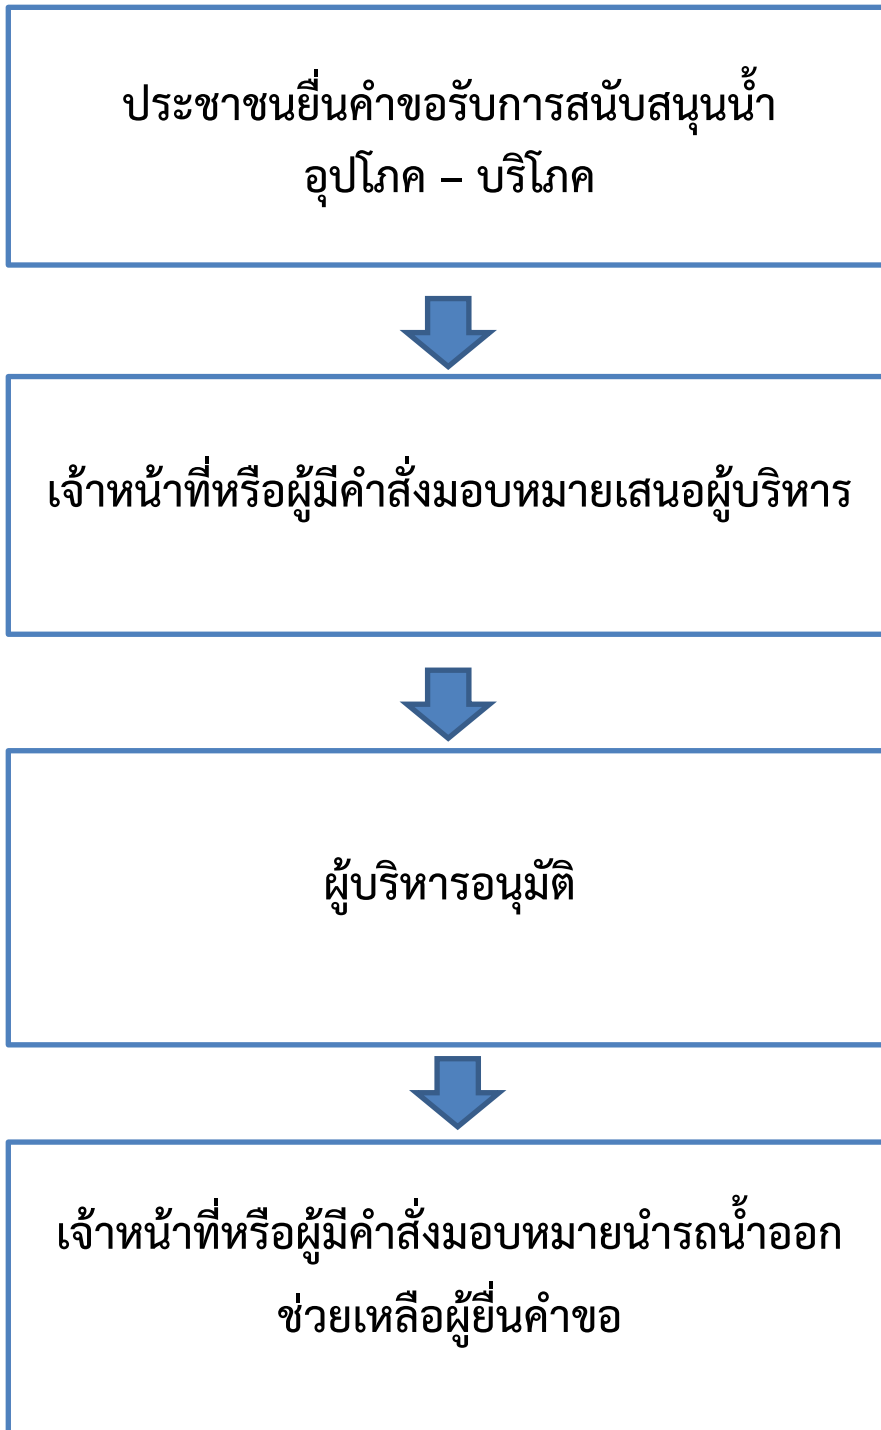 ประชาชนยื่นคำขอรับการสนับสนุนน้ำ
อุปโภค – บริโภค
เจ้าหน้าที่หรือผู้มีคำสั่งมอบหมายเสนอผู้บริหาร
ผู้บริหารอนุมัติ
เจ้าหน้าที่หรือผู้มีคำสั่งมอบหมายนำรถน้ำออก
ช่วยเหลือผู้ยื่นคำขอ